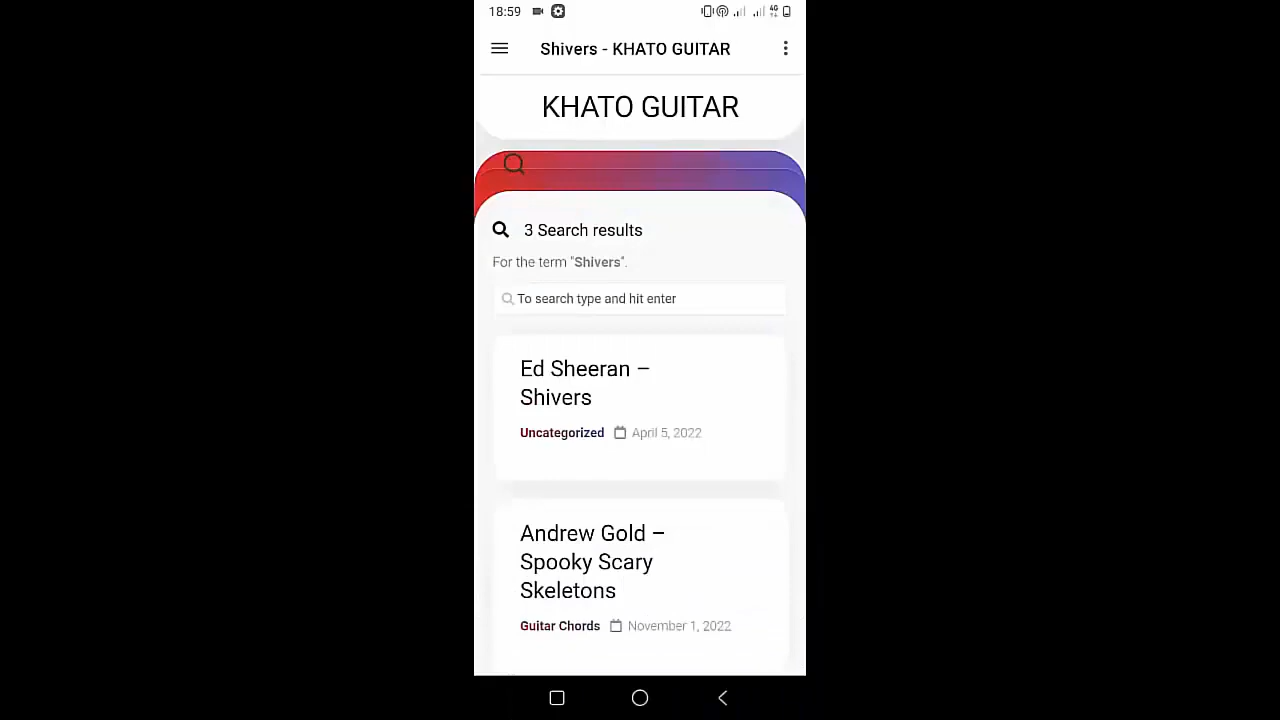 18:59
4G
Shivers - KHATO GUITAR
KHATO GUITAR
3 Search results
For the term "Shivers".
To search type and hit enter
Ed Sheeran –
Shivers
Uncategorized April 5, 2022
Andrew Gold –
Spooky Scary
Skeletons
Guitar Chords November 1, 2022